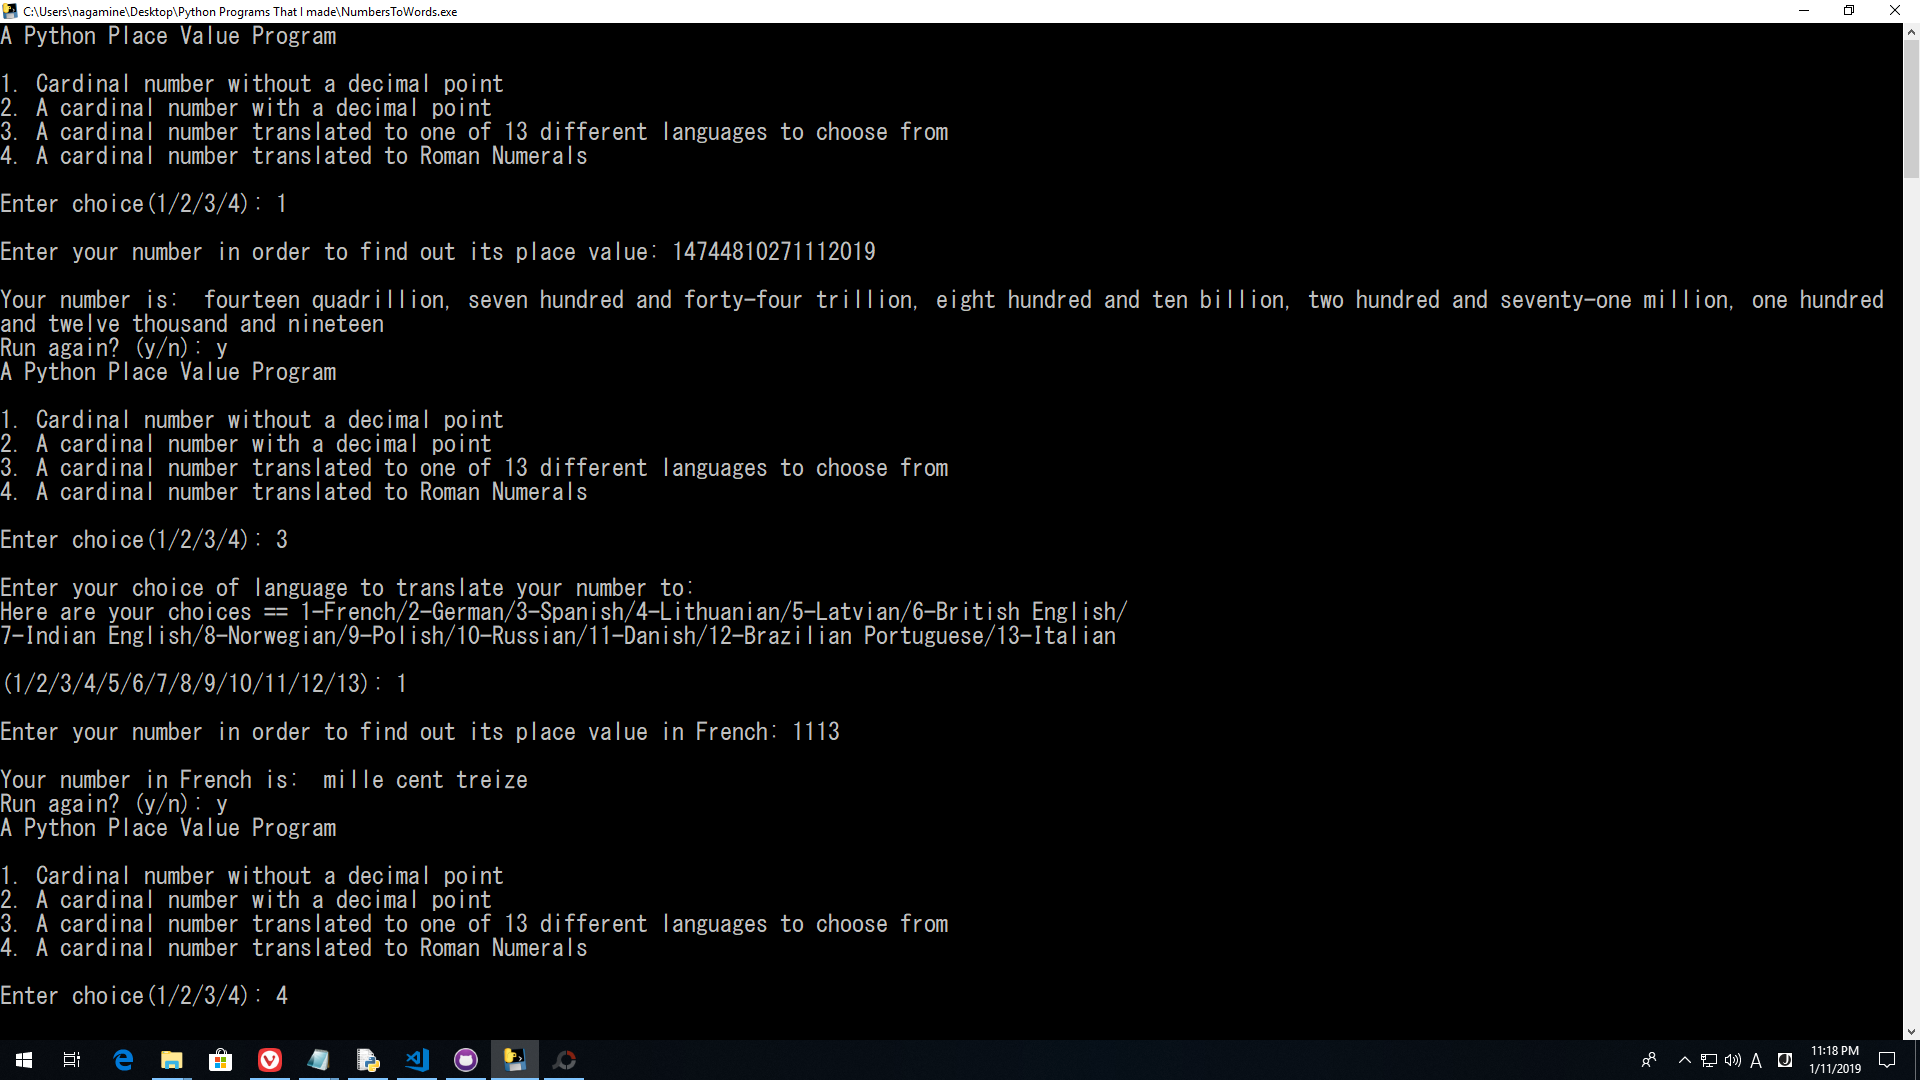 C:\Users\nagamine\Desktop\Python Programs That I made\NumbersToWords.exe
A Python Place Value Program
1. Cardinal number without a decimal point
2. A cardinal number with a decimal point
3. A cardinal number translated to one of 13 different languages to choose from
4. A cardinal number translated to Roman Numerals
Enter choice(1/2/3/4): 1
Enter your number in order to find out its place value: 14744810271112019
Your number is:  fourteen quadrillion, seven hundred and forty-four trillion, eight hundred and ten billion, two hundred and seventy-one million, one hundred
and twelve thousand and nineteen
Run again? (y/n): y
A Python Place Value Program
1. Cardinal number without a decimal point
2. A cardinal number with a decimal point
3. A cardinal number translated to one of 13 different languages to choose from
4. A cardinal number translated to Roman Numerals
Enter choice(1/2/3/4): 3
Enter your choice of language to translate your number to:
Here are your choices == 1-French/2-German/3-Spanish/4-Lithuanian/5-Latvian/6-British English/
7-Indian English/8-Norwegian/9-Polish/10-Russian/11-Danish/12-Brazilian Portuguese/13-Italian
(1/2/3/4/5/6/7/8/9/10/11/12/13): 1
Enter your number in order to find out its place value in French: 1113
Your number in French is:  mille cent treize
Run again? (y/n): y
A Python Place Value Program
1. Cardinal number without a decimal point
2. A cardinal number with a decimal point
3. A cardinal number translated to one of 13 different languages to choose from
4. A cardinal number translated to Roman Numerals
Enter choice(1/2/3/4): 4
A
11:18 PM
1/11/2019